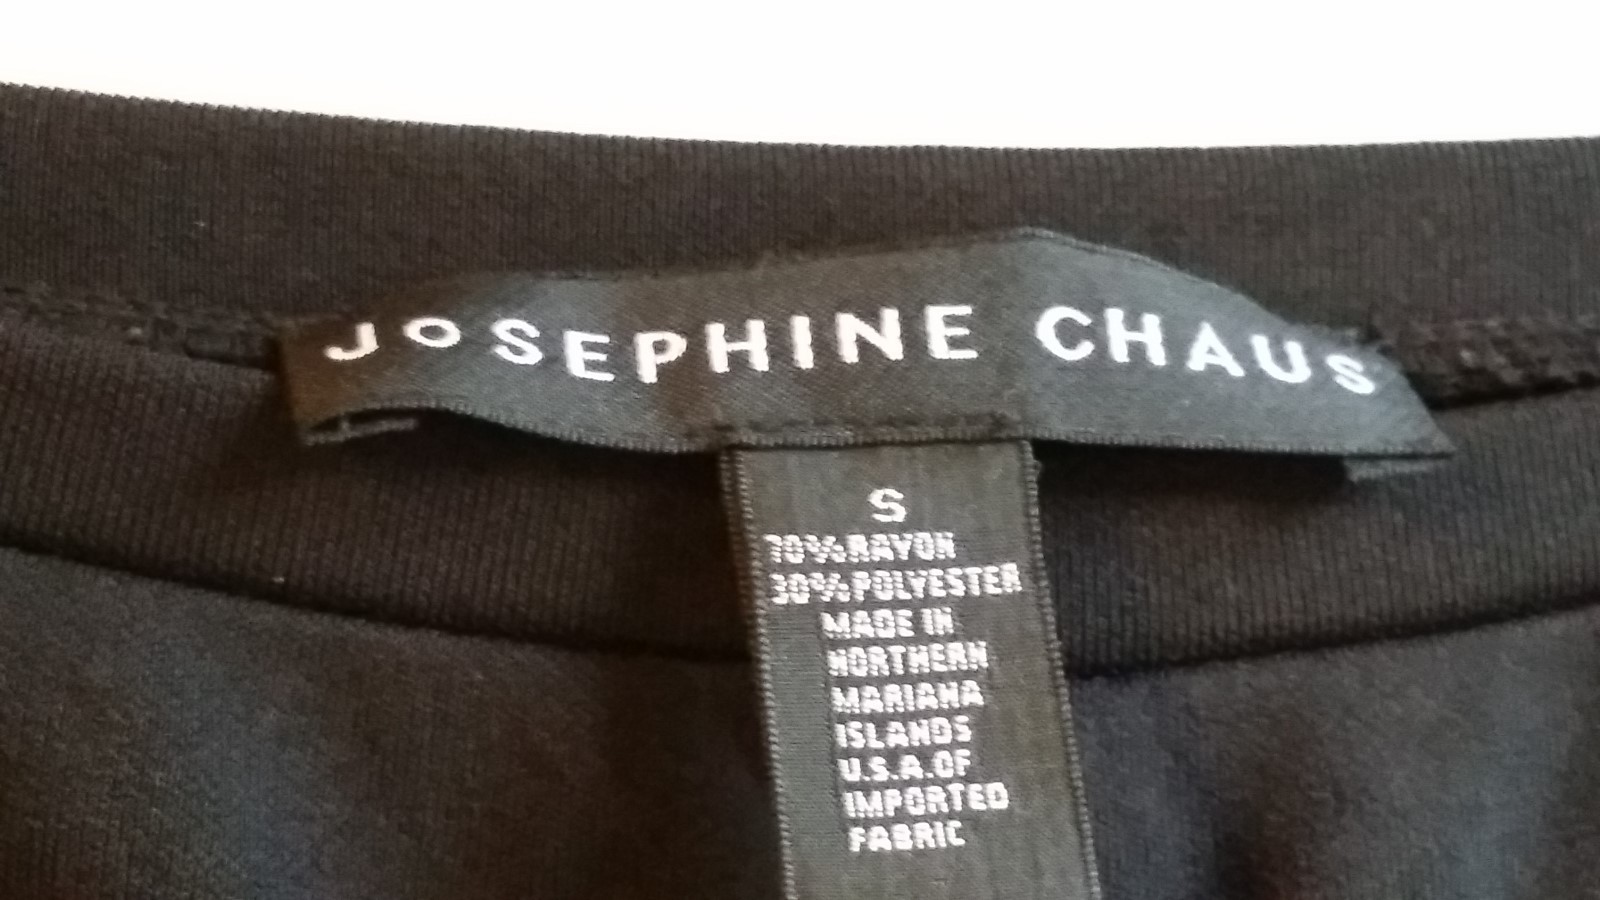 JOSEPHINE CHAUS
S
70%RAYON
30%POLYESTER
MADE IN
NORTHERN
MARIANA
ISLANDS
U.S.A.OF
IMPORTED
FABRIC